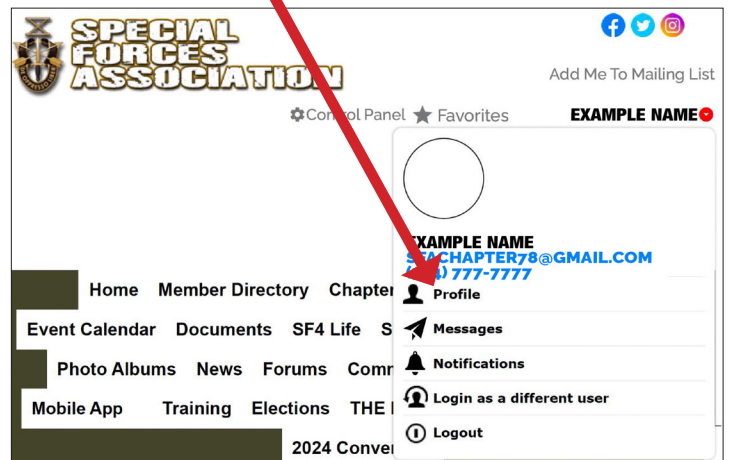 SPECIAL
FORCES
ASSOCIATION
Add Me To Mailing List
Control Panel Favorites EXAMPLE NAME
EXAMPLE NAME
SFACHAPTER78@GMAIL.COM
777-7777
Home Member Directory Chapter
Profile
Event Calendar Documents SF4 Life S
Messages
Photo Albums News Forums Comm
Notifications
Mobile App Training Elections THE
Login as a different user
2024 Conve
Logout